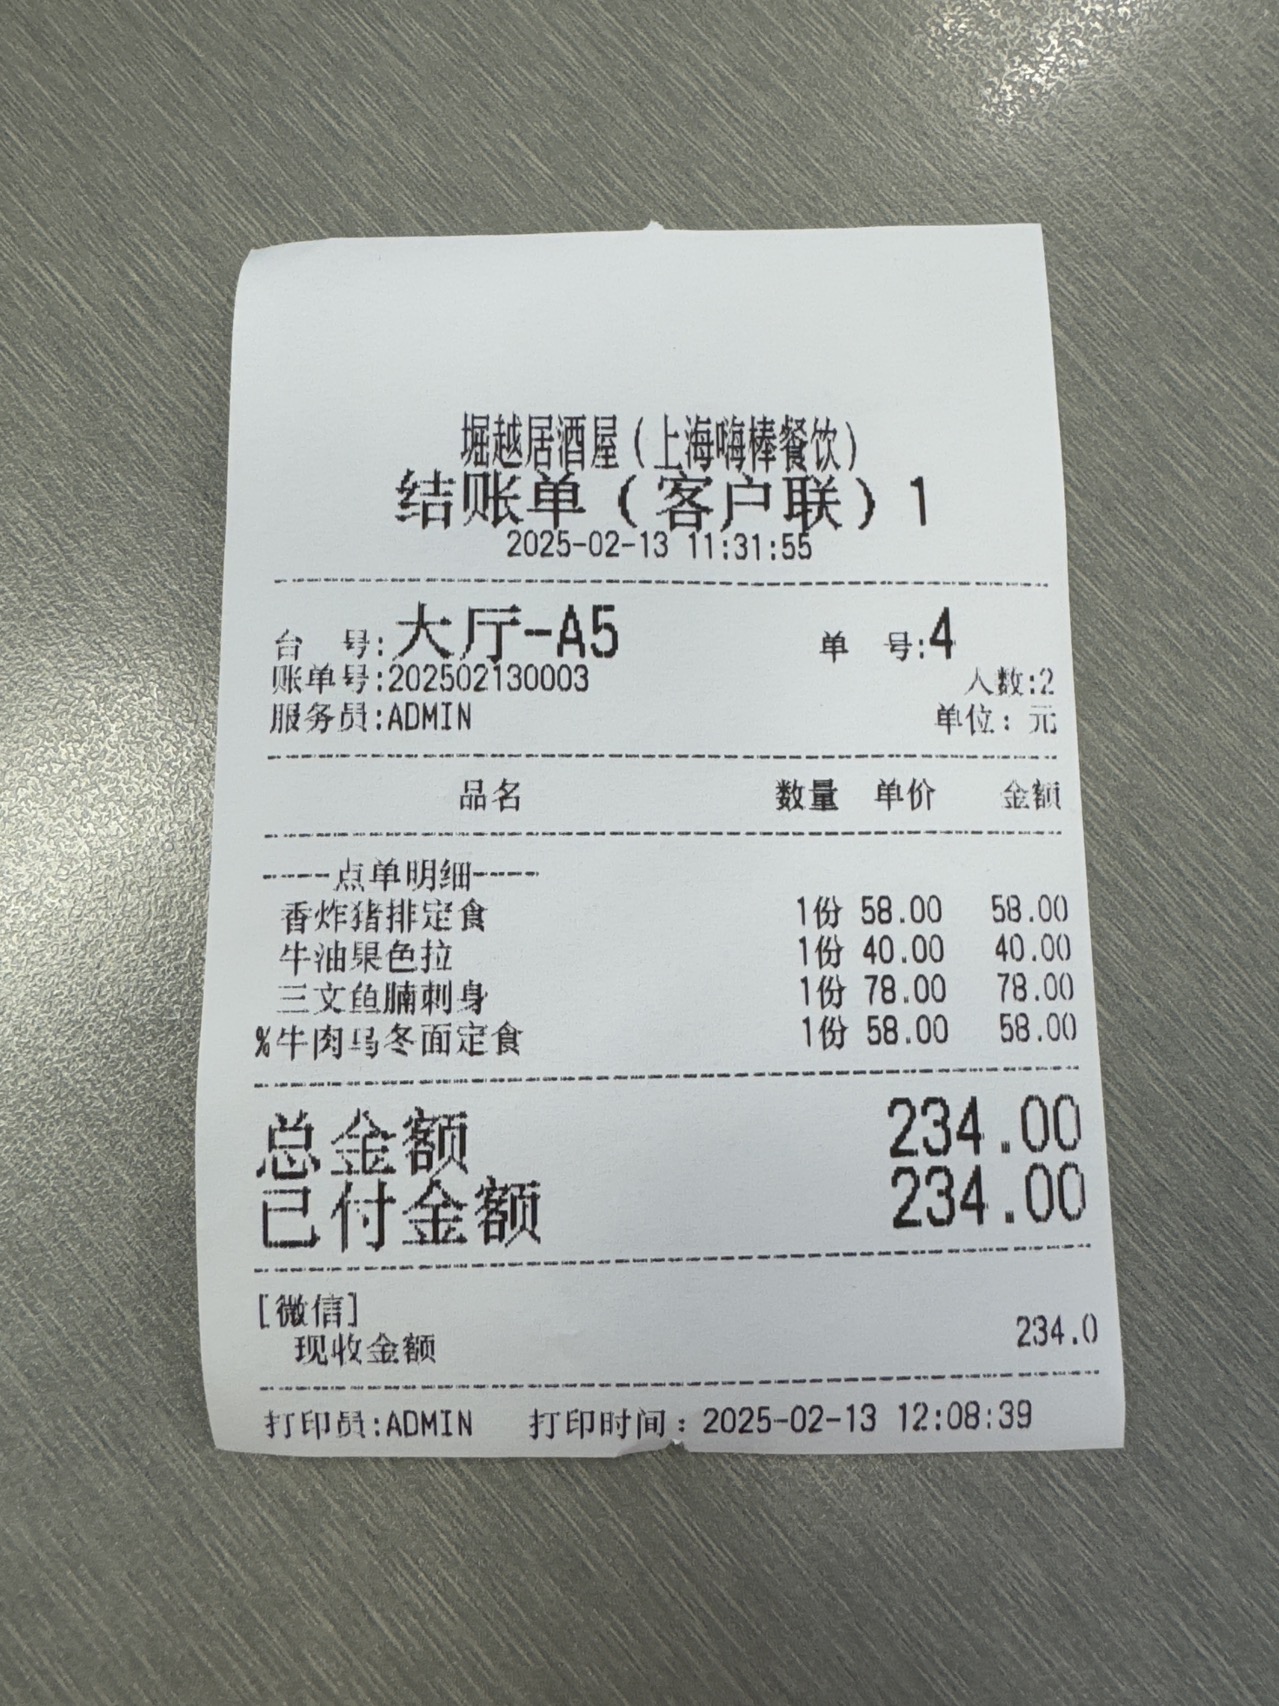 堀越居酒屋（上海嗨棒餐饮）
结账单（客户联）1
2025-02-13 11:31:55
台 号:大厅-A5 单 号:4
账单号:202502130003 人数:2
服务员:ADMIN 单位：元
品名 数量 单价 金额
----点单明细----
香炸猪排定食 1份 58.00 58.00
牛油果色拉 1份 40.00 40.00
三文鱼腩刺身 1份 78.00 78.00
%牛肉乌冬面定食 1份 58.00 58.00
总金额 234.00
已付金额 234.00
[微信]
现收金额 234.0
打印员:ADMIN 打印时间：2025-02-13 12:08:39